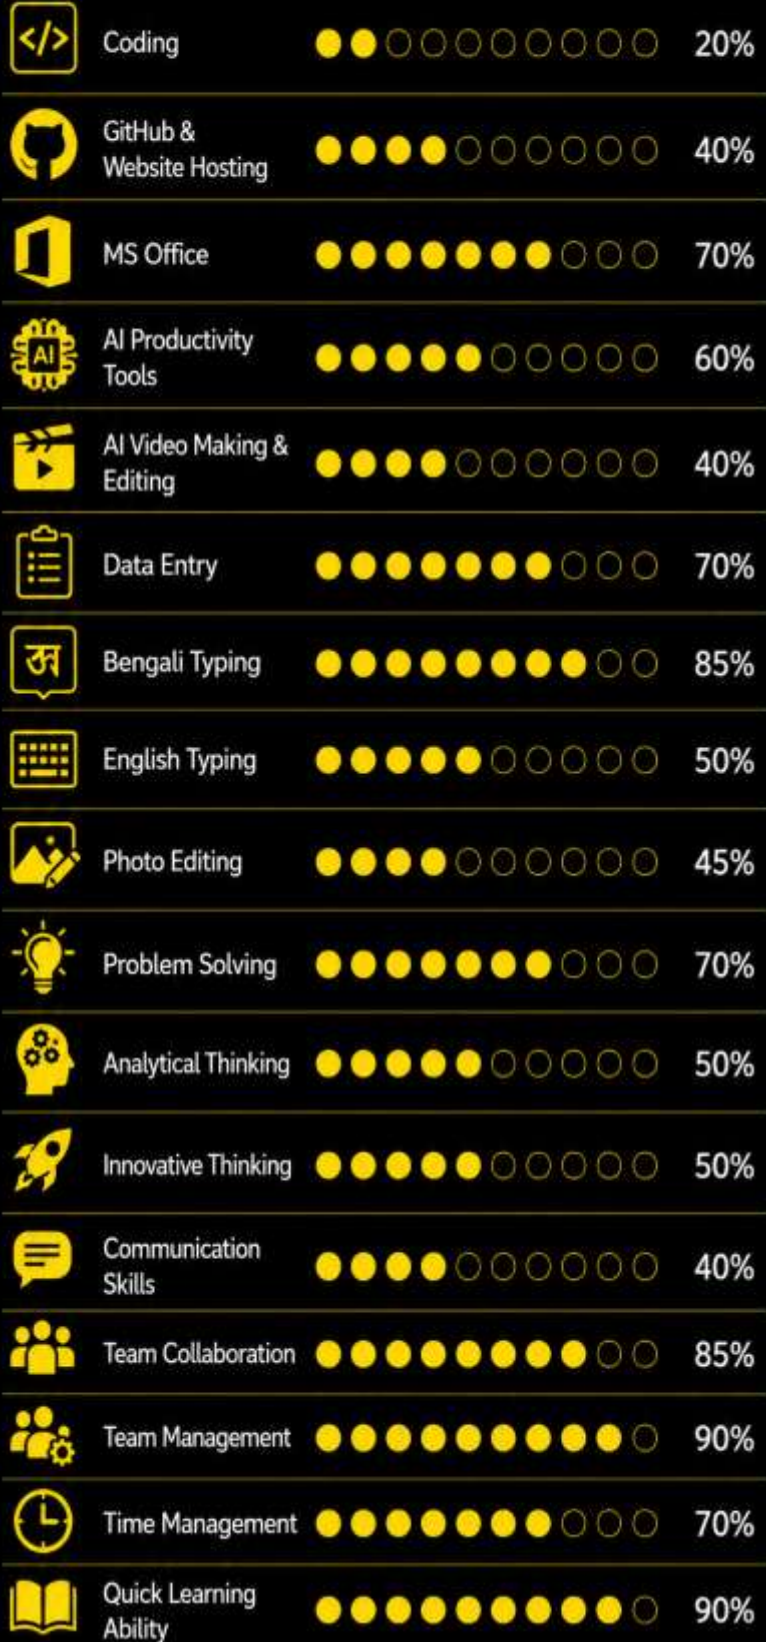 </>
Coding 20%
GitHub &
Website Hosting 40%
MS Office 70%
AI
AI Productivity
Tools 60%
AI Video Making &
Editing 40%
Data Entry 70%
Bengali Typing 85%
English Typing 50%
Photo Editing 45%
Problem Solving 70%
Analytical Thinking 50%
Innovative Thinking 50%
Communication
Skills 40%
Team Collaboration 85%
Team Management 90%
Time Management 70%
Quick Learning
Ability 90%